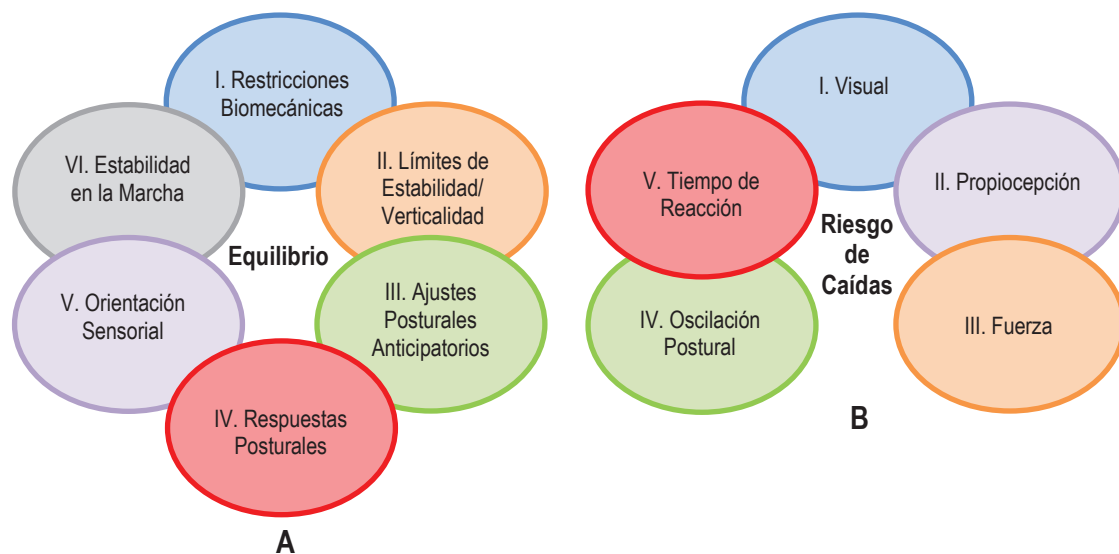 I. Restricciones
Biomecánicas
II. Límites de
Estabilidad/
Verticalidad
III. Ajustes
Posturales
Anticipatorios
IV. Respuestas
Posturales
V. Orientación
Sensorial
VI. Estabilidad
en la Marcha
Equilibrio
A
I. Visual
II. Propiocepción
III. Fuerza
IV. Oscilación
Postural
V. Tiempo de
Reacción
Riesgo
de
Caídas
B